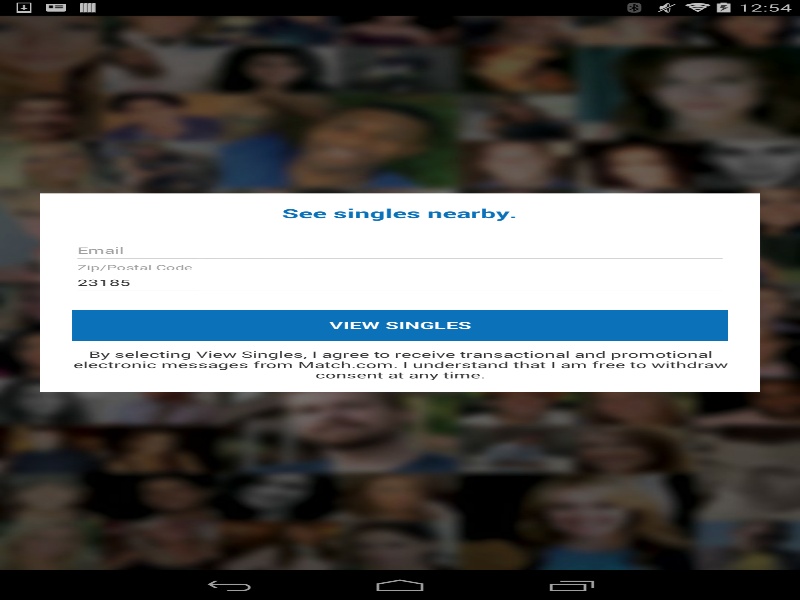 12:54
See singles nearby.
Email
Zip/Postal Code
23185
VIEW SINGLES
By selecting View Singles, I agree to receive transactional and promotional
electronic messages from Match.com. I understand that I am free to withdraw
consent at any time.